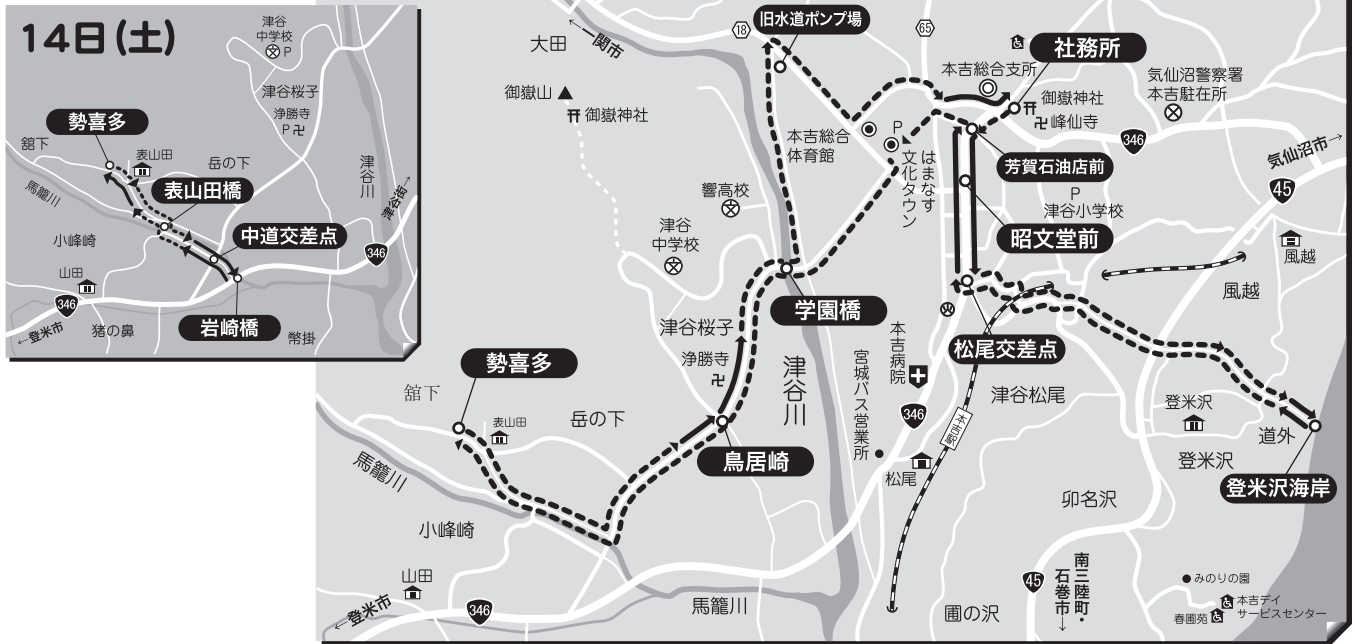 14日(土)
津谷
中学校
P
津谷桜子
浄勝寺
P
勢喜多
舘下
表山田
岳の下
津谷川
馬籠川
表山田橋
津谷街→
小峰崎
中道交差点
346
山田
346
←登米市
猪の鼻
岩崎橋
幣掛
旧水道ポンプ場
←一関市
大田
18
65
社務所
本吉総合支所
気仙沼警察署
本吉駐在所
御嶽山
御嶽神社
御嶽神社
峰仙寺
346
本吉総合
体育館
P
はまなす
文化タウン
気仙沼市→
芳賀石油店前
45
P
津谷小学校
響高校
津谷
中学校
昭文堂前
風越
風越
学園橋
津谷桜子
浄勝寺
津谷川
本吉病院
松尾交差点
宮城バス営業所
勢喜多
舘下
表山田
岳の下
346
津谷松尾
本吉駅
登米沢
道外
登米沢
鳥居崎
馬籠川
松尾
登米沢海岸
小峰崎
卯名沢
山田
←登米市
346
馬籠川
圃の沢
45
南三陸町・
石巻市→
みのりの園
本吉デイ
サービスセンター
春圃苑